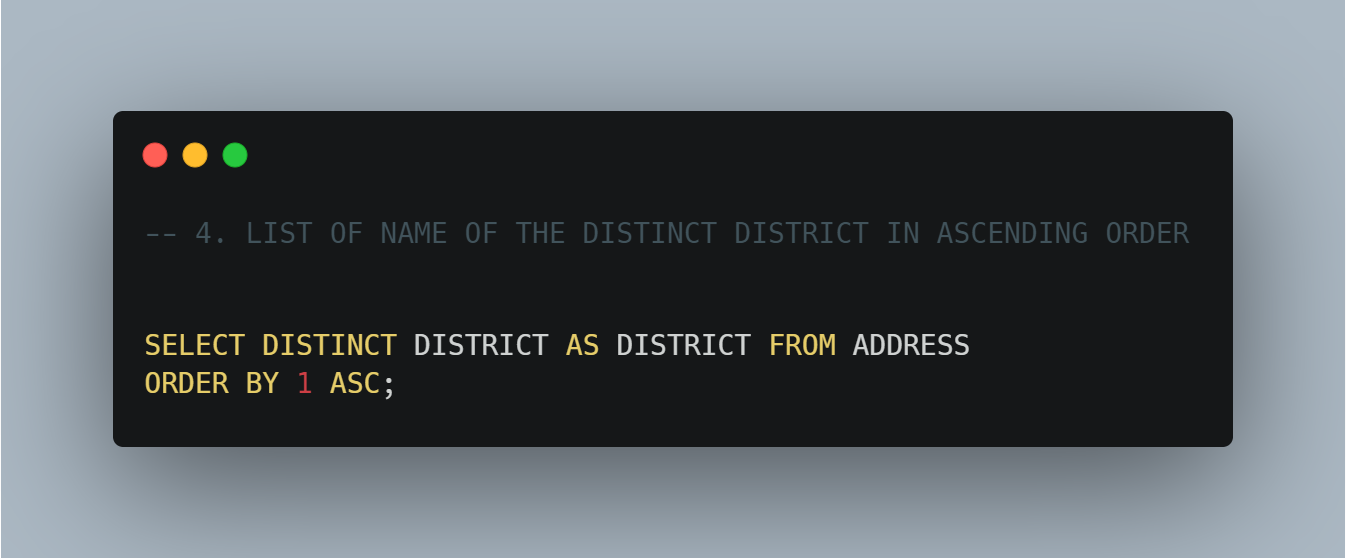 -- 4. LIST OF NAME OF THE DISTINCT DISTRICT IN ASCENDING ORDER
SELECT DISTINCT DISTRICT AS DISTRICT FROM ADDRESS
ORDER BY 1 ASC;